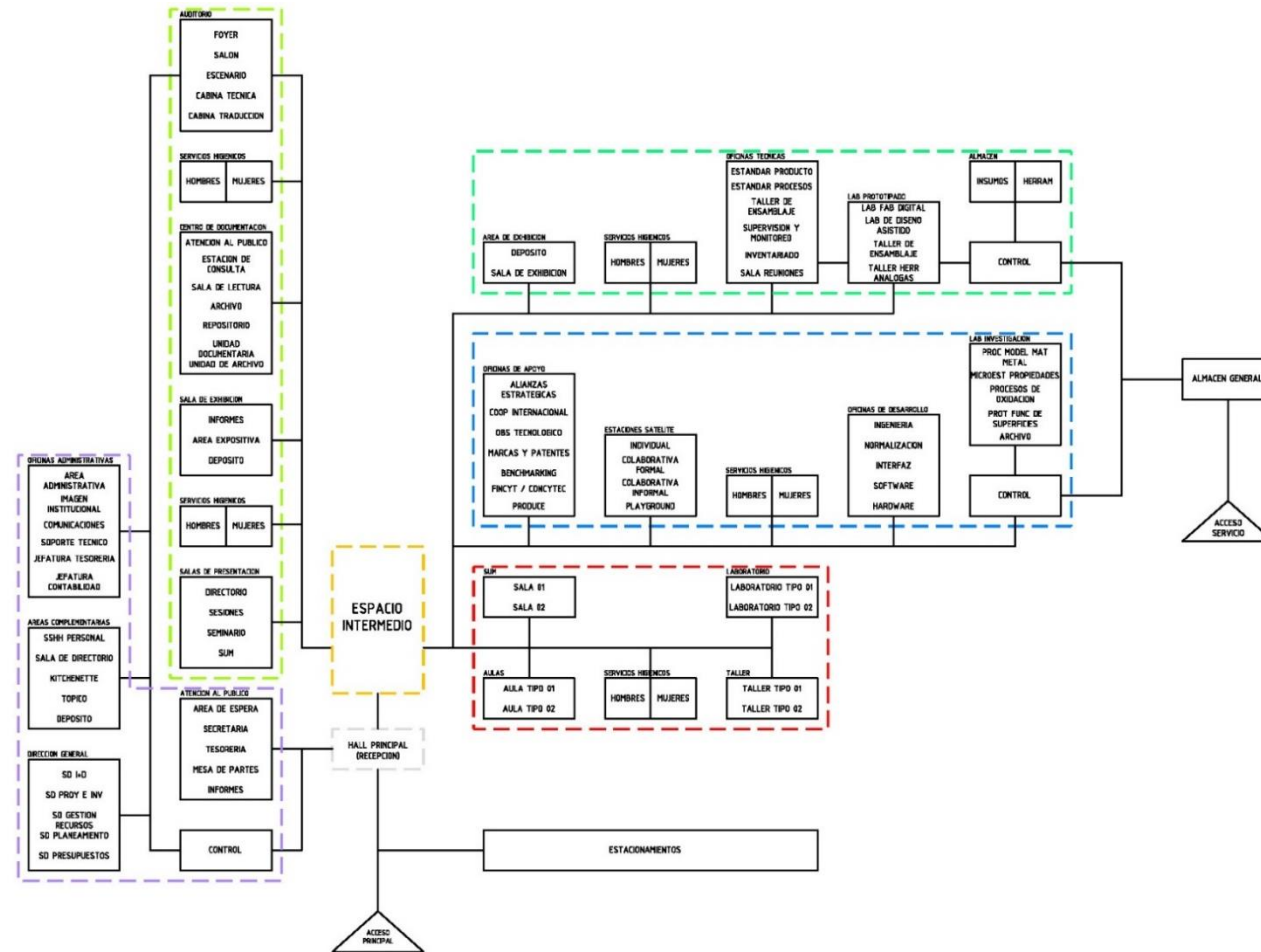 AUDITORIO
FOYER
SALON
ESCENARIO
CABINA TECNICA
CABINA TRADUCCION
SERVICIOS HIGIENICOS
HOMBRES
MUJERES
CENTRO DE DOCUMENTACION
ATENCION AL PUBLICO
ESTACION DE
CONSULTA
SALA DE LECTURA
ARCHIVO
REPOSITORIO
UNIDAD
DOCUMENTARIA
UNIDAD DE ARCHIVO
SALA DE EXHIBICION
INFORMES
AREA EXPOSITIVA
DEPOSITO
SERVICIOS HIGIENICOS
HOMBRES
MUJERES
SALAS DE PRESENTACION
DIRECTORIO
SESIONES
SEMINARIO
SUM
OFICINAS ADMINISTRATIVAS
AREA
ADMINISTRATIVA
IMAGEN
INSTITUCIONAL
COMUNICACIONES
SOPORTE TECNICO
JEFATURA TESORERIA
JEFATURA
CONTABILIDAD
AREAS COMPLEMENTARIAS
SSHH PERSONAL
SALA DE DIRECTORIO
KITCHENETTE
TOPICO
DEPOSITO
DIRECCION GENERAL
SD I+D
SD PROY E INV
SD GESTION
RECURSOS
SD PLANEAMENTO
SD PRESUPUESTOS
ATENCION AL PUBLICO
AREA DE ESPERA
SECRETARIA
TESORERIA
MESA DE PARTES
INFORMES
CONTROL
ESPACIO
INTERMEDIO
HALL PRINCIPAL
(RECEPCION)
ACCESO
PRINCIPAL
ESTACIONAMIENTOS
AREA DE EXHIBICION
DEPOSITO
SALA DE EXHIBICION
SERVICIOS HIGIENICOS
HOMBRES
MUJERES
OFICINAS TECNICAS
ESTANDAR PRODUCTO
ESTANDAR PROCESOS
TALLER DE
ENSAMBLAJE
SUPERVISION Y
MONITOREO
INVENTARIADO
SALA REUNIONES
LAB PROTOTIPADO
LAB FAB DIGITAL
LAB DE DISENO
ASISTIDO
TALLER DE
ENSAMBLAJE
TALLER HERR
ANALOGAS
ALMACEN
INSUMOS
HERRAM
CONTROL
OFICINAS DE APOYO
ALIANZAS
ESTRATEGICAS
COOP INTERNACIONAL
OBS TECNOLOGICO
MARCAS Y PATENTES
BENCHMARKING
FINCYT / CONCYTEC
PRODUCE
ESTACIONES SATELITE
INDIVIDUAL
COLABORATIVA
FORMAL
COLABORATIVA
INFORMAL
PLAYGROUND
SERVICIOS HIGIENICOS
HOMBRES
MUJERES
OFICINAS DE DESARROLLO
INGENIERIA
NORMALIZACION
INTERFAZ
SOFTWARE
HARDWARE
LAB INVESTIGACION
PROC MODEL MAT
METAL
MICROEST PROPIEDADES
PROCESOS DE
OXIDACION
PROT FUNC DE
SUPERFICIES
ARCHIVO
CONTROL
SUM
SALA 01
SALA 02
LABORATORIO
LABORATORIO TIPO 01
LABORATORIO TIPO 02
AULAS
AULA TIPO 01
AULA TIPO 02
SERVICIOS HIGIENICOS
HOMBRES
MUJERES
TALLER
TALLER TIPO 01
TALLER TIPO 02
ALMACEN GENERAL
ACCESO
SERVICIO